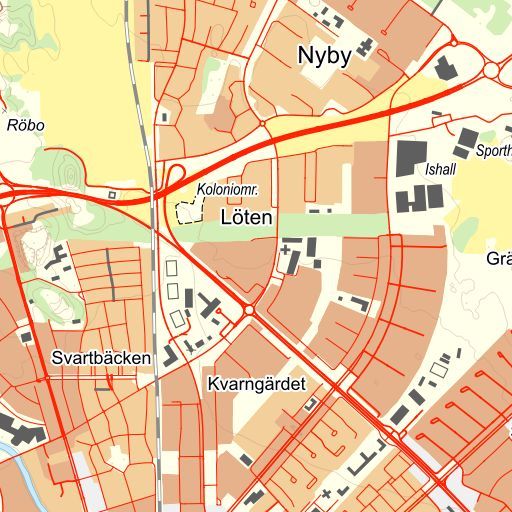 Nyby
Röbo
Sporth
Ishall
Koloniomr.
Löten
Grä
Svartbäcken
Kvarngärdet